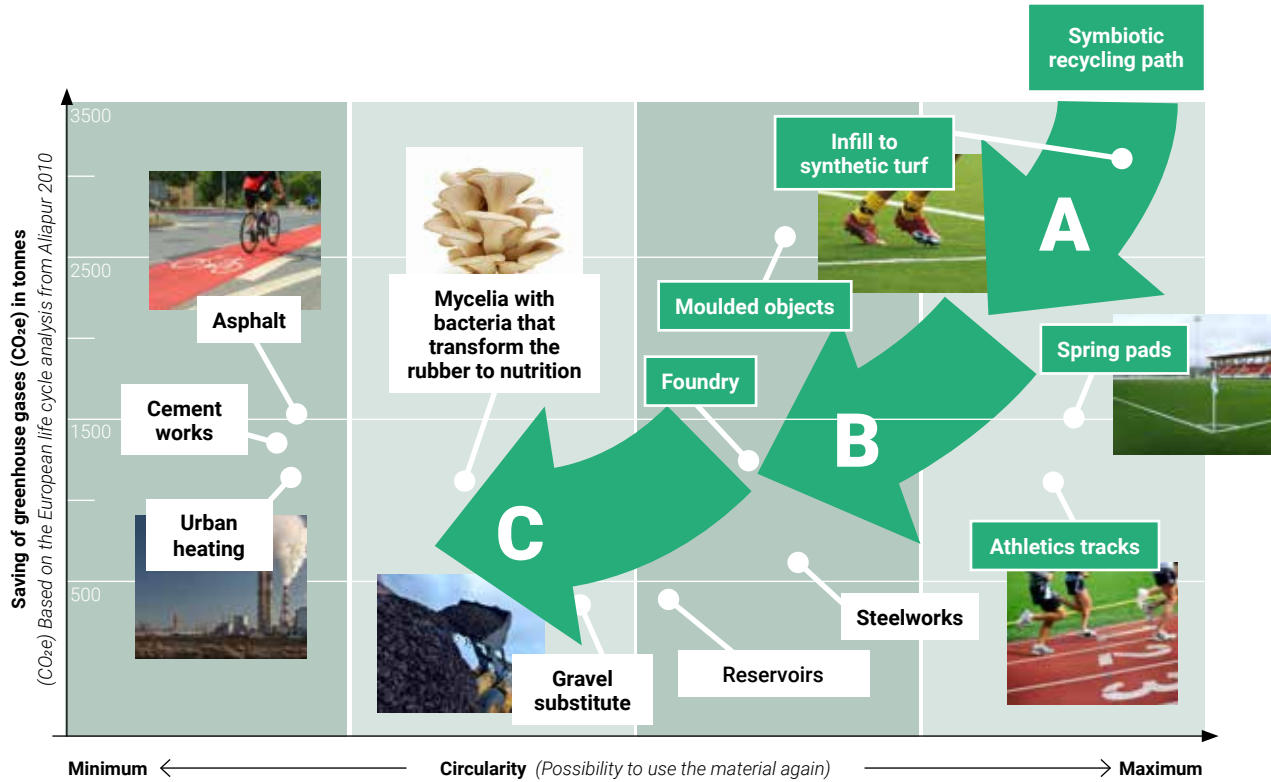 Symbiotic
recycling path
3500
Infill to
synthetic turf
A
2500
Mycelia with
bacteria that
transform the
rubber to nutrition
Moulded objects
Asphalt
Spring pads
Foundry
Cement
works
1500
B
Urban
heating
C
Athletics tracks
500
Steelworks
Reservoirs
Gravel
substitute
2
3
Saving of greenhouse gases (CO₂e) in tonnes
(CO₂e) Based on the European life cycle analysis from Aliapur 2010
Minimum
Circularity (Possibility to use the material again)
Maximum